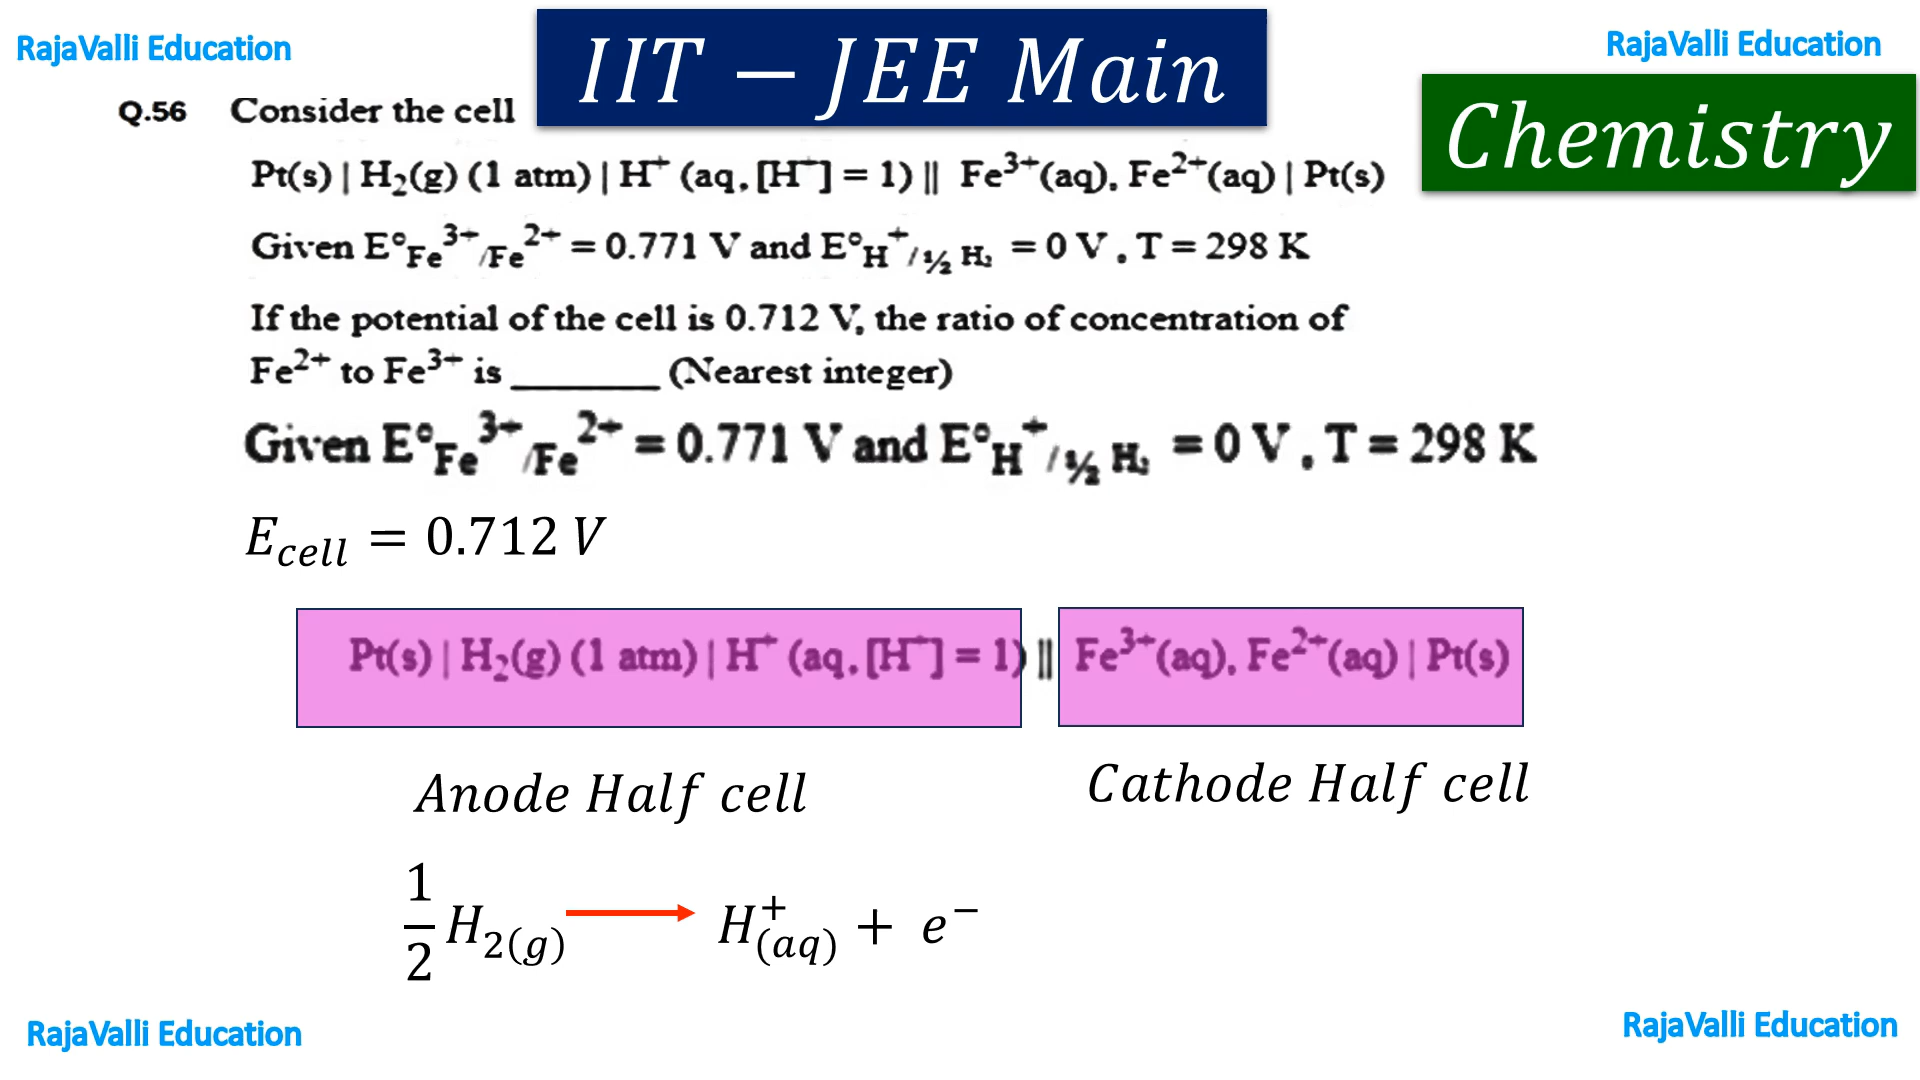 RajaValli Education
IIT − JEE Main
RajaValli Education
Chemistry
Q.56 Consider the cell
Pt(s) | H₂(g) (1 atm) | H⁺ (aq, [H⁺] = 1) || Fe³⁺(aq), Fe²⁺(aq) | Pt(s)
Given E°Fe³⁺/Fe²⁺ = 0.771 V and E°H⁺/½ H₂ = 0 V, T = 298 K
If the potential of the cell is 0.712 V, the ratio of concentration of
Fe²⁺ to Fe³⁺ is ________ (Nearest integer)
Given E°Fe³⁺/Fe²⁺ = 0.771 V and E°H⁺/½ H₂ = 0 V, T = 298 K
E_cell = 0.712 V
Pt(s) | H₂(g) (1 atm) | H⁺ (aq, [H⁺] = 1) || Fe³⁺(aq), Fe²⁺(aq) | Pt(s)
Anode Half cell
Cathode Half cell
1/2 H₂(g) → H⁺(aq) + e⁻
RajaValli Education
RajaValli Education